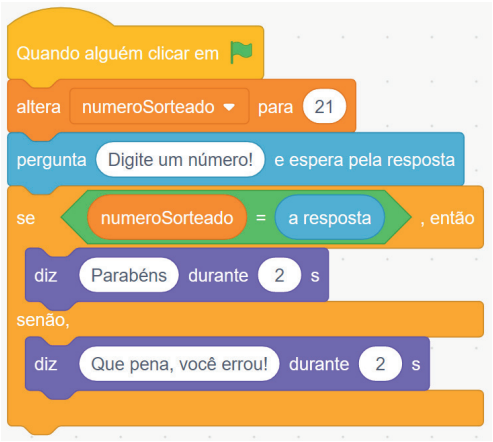 Quando alguém clicar em
altera numeroSorteado para 21
pergunta Digite um número! e espera pela resposta
se numeroSorteado = a resposta , então
diz Parabéns durante 2 s
senão,
diz Que pena, você errou! durante 2 s